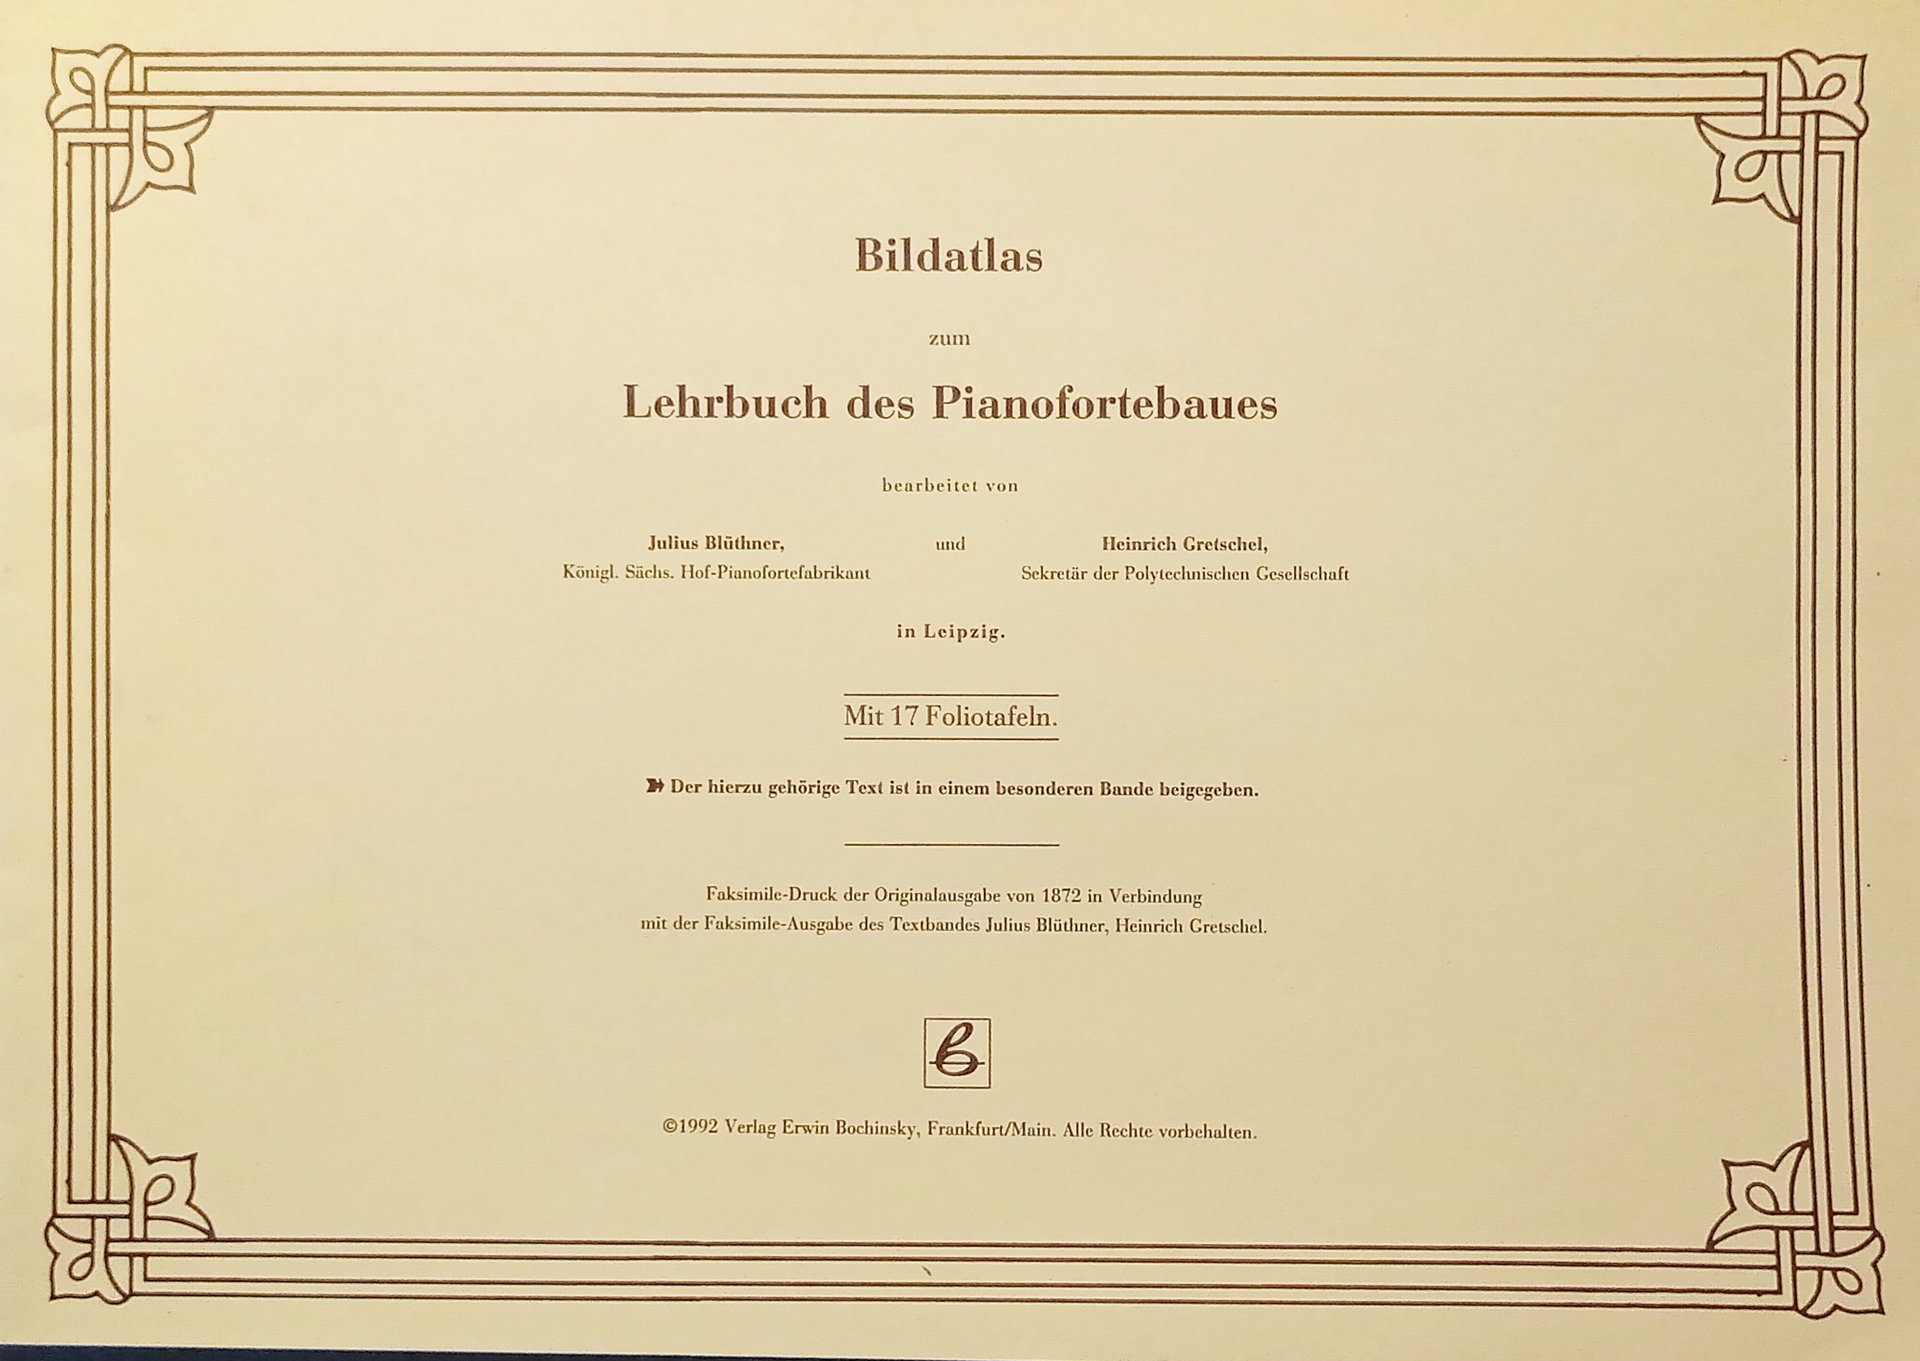 Bildatlas
zum
Lehrbuch des Pianofortebaues
bearbeitet von
Julius Blüthner, und Heinrich Gretschel,
Königl. Sächs. Hof-Pianofortefabrikant Sekretär der Polytechnischen Gesellschaft
in Leipzig.
Mit 17 Foliotafeln.
Der hierzu gehörige Text ist in einem besonderen Bande beigegeben.
Faksimile-Druck der Originalausgabe von 1872 in Verbindung
mit der Faksimile-Ausgabe des Textbandes Julius Blüthner, Heinrich Gretschel.
b
©1992 Verlag Erwin Bochinsky, Frankfurt/Main. Alle Rechte vorbehalten.